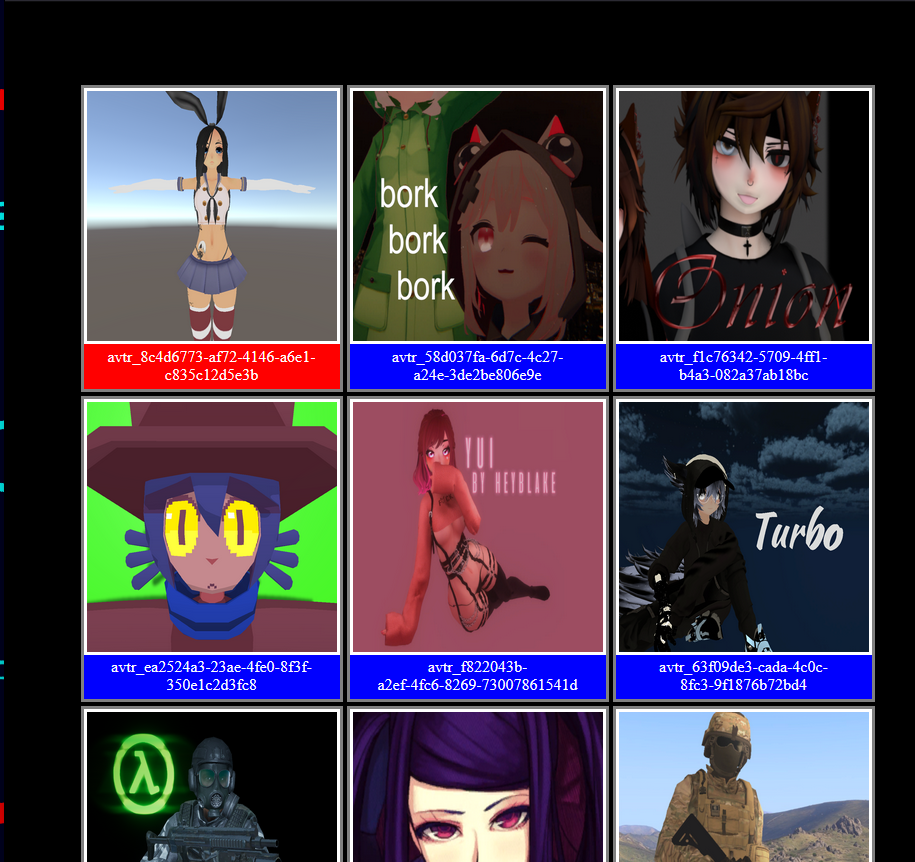 bork
bork
bork
Onion
avtr_8c4d6773-af72-4146-a6e1-
c835c12d5e3b
avtr_58d037fa-6d7c-4c27-
a24e-3de2be806e9e
avtr_f1c76342-5709-4ff1-
b4a3-082a37ab18bc
YUI
BY HEYBLAKE
Turbo
avtr_ea2524a3-23ae-4fe0-8f3f-
350e1c2d3fc8
avtr_f822043b-
a2ef-4fc6-8269-73007861541d
avtr_63f09de3-cada-4c0c-
8fc3-9f1876b72bd4
λ